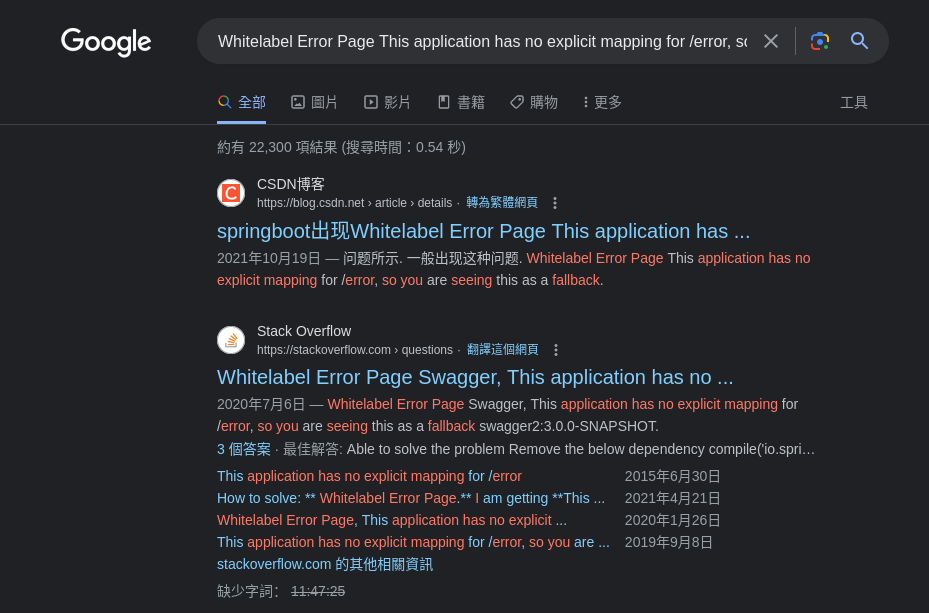 Google
Whitelabel Error Page This application has no explicit mapping for /error, so
全部 圖片 影片 書籍 購物 更多 工具
約有 22,300 項結果 (搜尋時間：0.54 秒)
CSDN博客
https://blog.csdn.net › article › details · 轉為繁體網頁
springboot出现Whitelabel Error Page This application has ...
2021年10月19日 — 问题所示. 一般出现这种问题. Whitelabel Error Page This application has no
explicit mapping for /error, so you are seeing this as a fallback.
Stack Overflow
https://stackoverflow.com › questions · 翻譯這個網頁
Whitelabel Error Page Swagger, This application has no ...
2020年7月6日 — Whitelabel Error Page Swagger, This application has no explicit mapping for
/error, so you are seeing this as a fallback swagger2:3.0.0-SNAPSHOT.
3 個答案 · 最佳解答: Able to solve the problem Remove the below dependency compile('io.spri…
This application has no explicit mapping for /error 2015年6月30日
How to solve: ** Whitelabel Error Page.** I am getting **This ... 2021年4月21日
Whitelabel Error Page, This application has no explicit ... 2020年1月26日
This application has no explicit mapping for /error, so you are ... 2019年9月8日
stackoverflow.com 的其他相關資訊
缺少字詞： 11:47:25